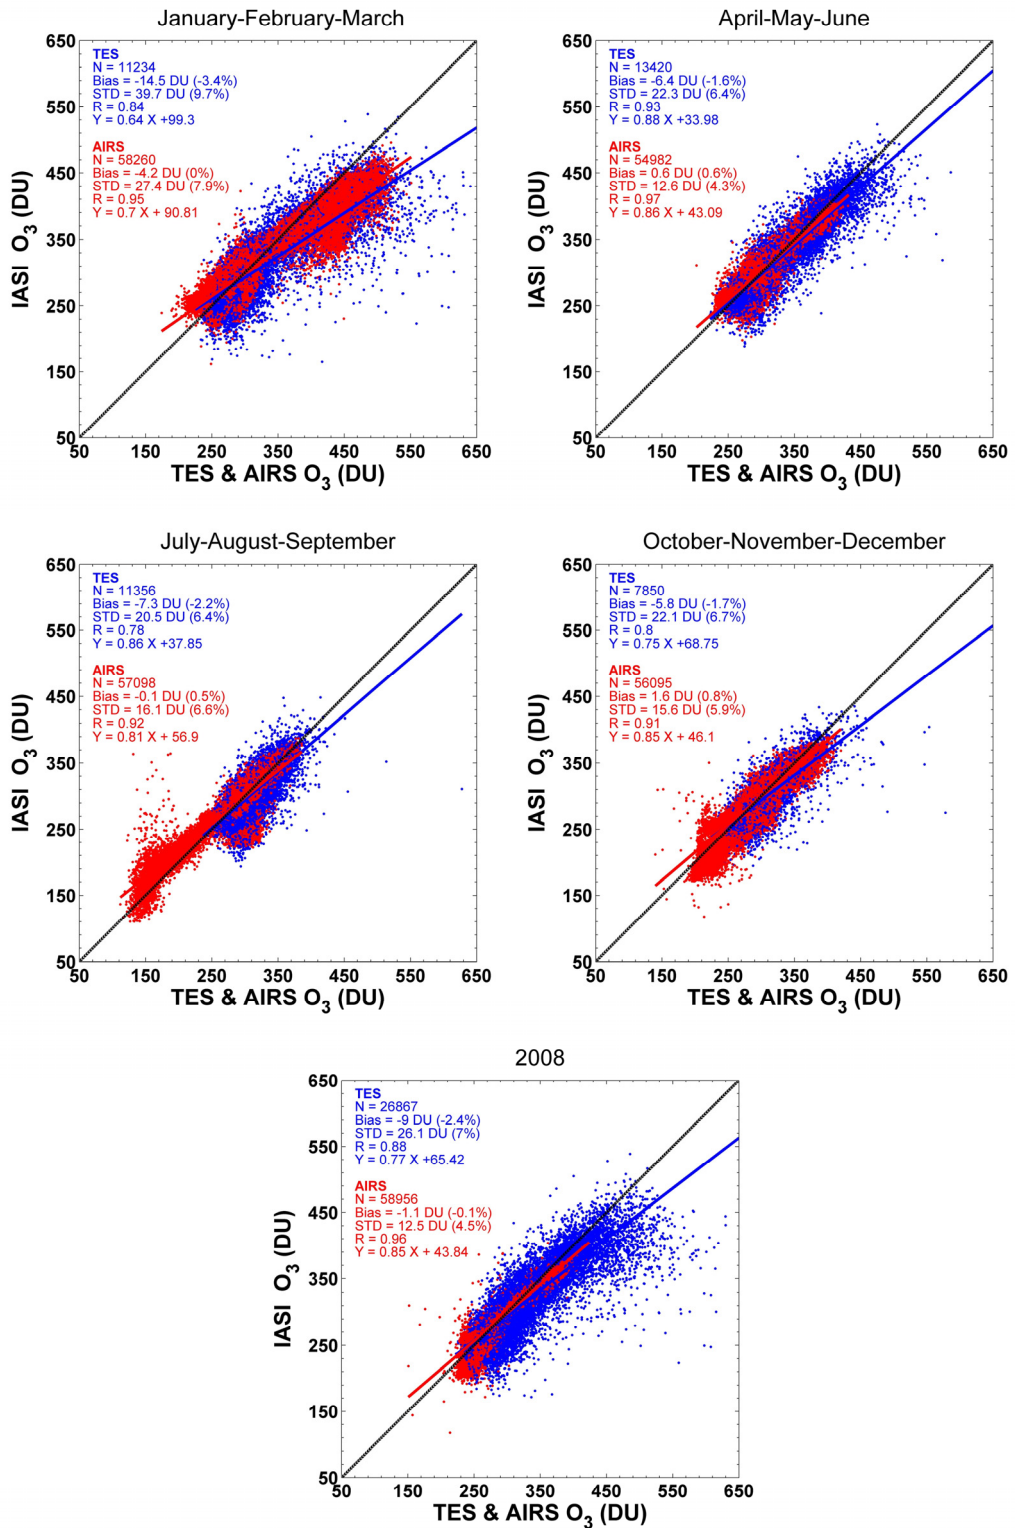 January-February-March
650
550
450
350
250
150
50
50 150 250 350 450 550 650
IASI O3 (DU)
TES & AIRS O3 (DU)
TES
N = 11234
Bias = -14.5 DU (-3.4%)
STD = 39.7 DU (9.7%)
R = 0.84
Y = 0.64 X +99.3
AIRS
N = 58260
Bias = -4.2 DU (0%)
STD = 27.4 DU (7.9%)
R = 0.95
Y = 0.7 X + 90.81
April-May-June
650
550
450
350
250
150
50
50 150 250 350 450 550 650
IASI O3 (DU)
TES & AIRS O3 (DU)
TES
N = 13420
Bias = -6.4 DU (-1.6%)
STD = 22.3 DU (6.4%)
R = 0.93
Y = 0.88 X +33.98
AIRS
N = 54982
Bias = 0.6 DU (0.6%)
STD = 12.6 DU (4.3%)
R = 0.97
Y = 0.86 X + 43.09
July-August-September
650
550
450
350
250
150
50
50 150 250 350 450 550 650
IASI O3 (DU)
TES & AIRS O3 (DU)
TES
N = 11356
Bias = -7.3 DU (-2.2%)
STD = 20.5 DU (6.4%)
R = 0.78
Y = 0.86 X +37.85
AIRS
N = 57098
Bias = -0.1 DU (0.5%)
STD = 16.1 DU (6.6%)
R = 0.92
Y = 0.81 X + 56.9
October-November-December
650
550
450
350
250
150
50
50 150 250 350 450 550 650
IASI O3 (DU)
TES & AIRS O3 (DU)
TES
N = 7850
Bias = -5.8 DU (-1.7%)
STD = 22.1 DU (6.7%)
R = 0.8
Y = 0.75 X +68.75
AIRS
N = 56095
Bias = 1.6 DU (0.8%)
STD = 15.6 DU (5.9%)
R = 0.91
Y = 0.85 X + 46.1
2008
650
550
450
350
250
150
50
50 150 250 350 450 550 650
IASI O3 (DU)
TES & AIRS O3 (DU)
TES
N = 26867
Bias = -9 DU (-2.4%)
STD = 26.1 DU (7%)
R = 0.88
Y = 0.77 X +65.42
AIRS
N = 58956
Bias = -1.1 DU (-0.1%)
STD = 12.5 DU (4.5%)
R = 0.96
Y = 0.85 X + 43.84